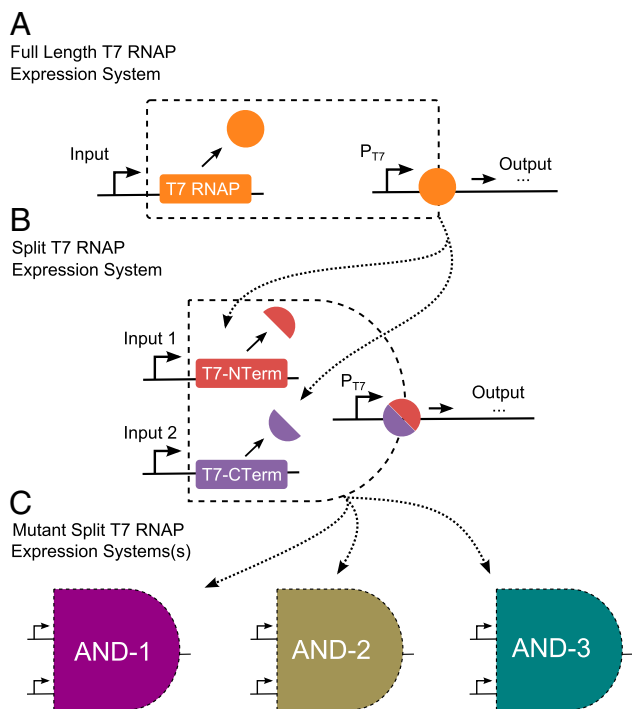 A
Full Length T7 RNAP
Expression System
Input
T7 RNAP
PT7
Output
...
B
Split T7 RNAP
Expression System
Input 1
T7-NTerm
PT7
Output
...
Input 2
T7-CTerm
C
Mutant Split T7 RNAP
Expression Systems(s)
AND-1
AND-2
AND-3